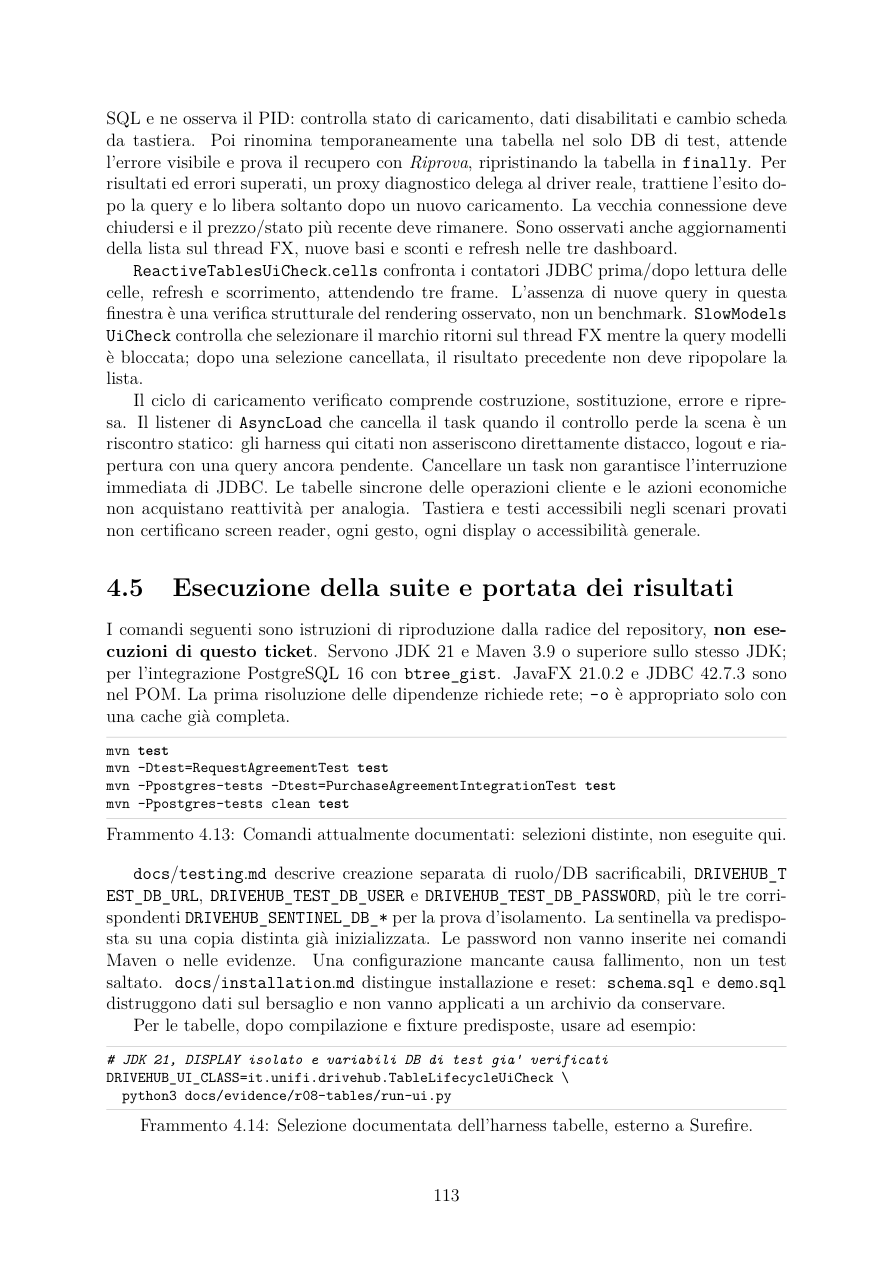 SQL e ne osserva il PID: controlla stato di caricamento, dati disabilitati e cambio scheda
da tastiera. Poi rinomina temporaneamente una tabella nel solo DB di test, attende
l'errore visibile e prova il recupero con Riprova, ripristinando la tabella in finally. Per
risultati ed errori superati, un proxy diagnostico delega al driver reale, trattiene l'esito do-
po la query e lo libera soltanto dopo un nuovo caricamento. La vecchia connessione deve
chiudersi e il prezzo/stato più recente deve rimanere. Sono osservati anche aggiornamenti
della lista sul thread FX, nuove basi e sconti e refresh nelle tre dashboard.
ReactiveTablesUiCheck.cells confronta i contatori JDBC prima/dopo lettura delle
celle, refresh e scorrimento, attendendo tre frame. L'assenza di nuove query in questa
finestra è una verifica strutturale del rendering osservato, non un benchmark. SlowModels
UiCheck controlla che selezionare il marchio ritorni sul thread FX mentre la query modelli
è bloccata; dopo una selezione cancellata, il risultato precedente non deve ripopolare la
lista.
Il ciclo di caricamento verificato comprende costruzione, sostituzione, errore e ripre-
sa. Il listener di AsyncLoad che cancella il task quando il controllo perde la scena è un
riscontro statico: gli harness qui citati non asseriscono direttamente distacco, logout e ria-
pertura con una query ancora pendente. Cancellare un task non garantisce l'interruzione
immediata di JDBC. Le tabelle sincrone delle operazioni cliente e le azioni economiche
non acquistano reattività per analogia. Tastiera e testi accessibili negli scenari provati
non certificano screen reader, ogni gesto, ogni display o accessibilità generale.
4.5 Esecuzione della suite e portata dei risultati
I comandi seguenti sono istruzioni di riproduzione dalla radice del repository, non ese-
cuzioni di questo ticket. Servono JDK 21 e Maven 3.9 o superiore sullo stesso JDK;
per l'integrazione PostgreSQL 16 con btree_gist. JavaFX 21.0.2 e JDBC 42.7.3 sono
nel POM. La prima risoluzione delle dipendenze richiede rete; -o è appropriato solo con
una cache già completa.
mvn test
mvn -Dtest=RequestAgreementTest test
mvn -Ppostgres-tests -Dtest=PurchaseAgreementIntegrationTest test
mvn -Ppostgres-tests clean test
Frammento 4.13: Comandi attualmente documentati: selezioni distinte, non eseguite qui.
docs/testing.md descrive creazione separata di ruolo/DB sacrificabili, DRIVEHUB_T
EST_DB_URL, DRIVEHUB_TEST_DB_USER e DRIVEHUB_TEST_DB_PASSWORD, più le tre corri-
spondenti DRIVEHUB_SENTINEL_DB_* per la prova d'isolamento. La sentinella va predispo-
sta su una copia distinta già inizializzata. Le password non vanno inserite nei comandi
Maven o nelle evidenze. Una configurazione mancante causa fallimento, non un test
saltato. docs/installation.md distingue installazione e reset: schema.sql e demo.sql
distruggono dati sul bersaglio e non vanno applicati a un archivio da conservare.
Per le tabelle, dopo compilazione e fixture predisposte, usare ad esempio:
# JDK 21, DISPLAY isolato e variabili DB di test gia' verificati
DRIVEHUB_UI_CLASS=it.unifi.drivehub.TableLifecycleUiCheck \
python3 docs/evidence/r08-tables/run-ui.py
Frammento 4.14: Selezione documentata dell'harness tabelle, esterno a Surefire.
113